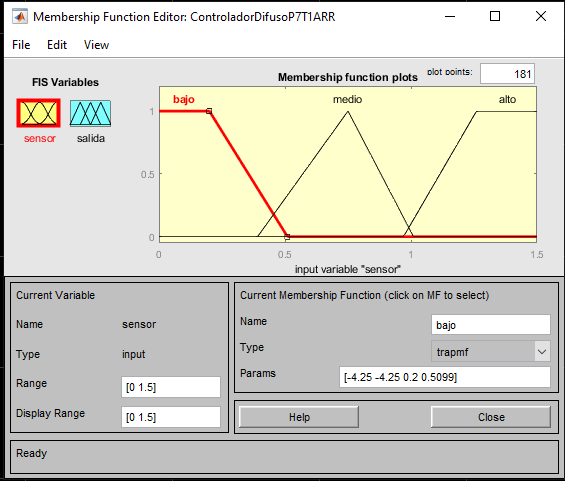 Membership Function Editor: ControladorDifusoP7T1ARR
File Edit View
FIS Variables
sensor salida
Membership function plots
plot points: 181
bajo medio alto
1
0.5
0
0 0.5 1 1.5
input variable "sensor"
Current Variable
Name sensor
Type input
Range [0 1.5]
Display Range [0 1.5]
Current Membership Function (click on MF to select)
Name bajo
Type trapmf
Params [-4.25 -4.25 0.2 0.5099]
Help Close
Ready